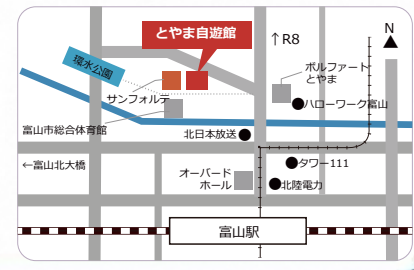 とやま自遊館
↑R8
N
環水公園
ボルファート
とやま
サンフォルテ
ハローワーク富山
富山市総合体育館
北日本放送
←富山北大橋
タワー111
オーバード
ホール
北陸電力
富山駅